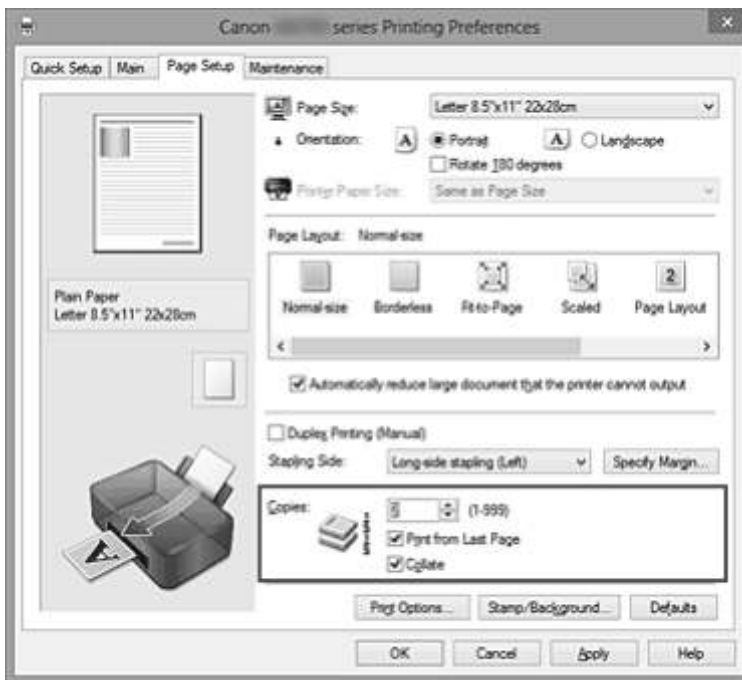 Canon series Printing Preferences
Quick Setup Main Page Setup Maintenance
Page Size: Letter 8.5"x11" 22x28cm
Orientation: A Portrait A Landscape
Rotate 180 degrees
Printer Paper Size: Same as Page Size
Page Layout: Normal-size
Normal-size Borderless Fit-to-Page Scaled 2 Page Layout
Plain Paper
Letter 8.5"x11" 22x28cm
Automatically reduce large document that the printer cannot output
Duplex Printing (Manual)
Stapling Side: Long-side stapling (Left) Specify Margin...
Copies: (1-999)
Print from Last Page
Collate
A
Print Options... Stamp/Background... Defaults
OK Cancel Apply Help